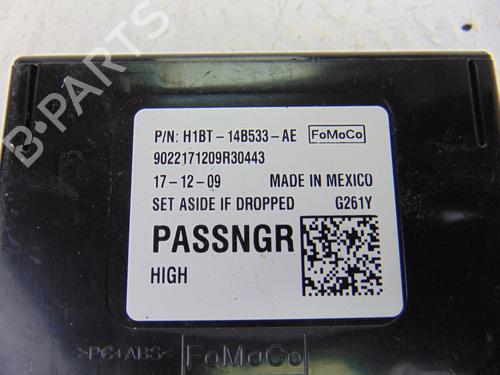 P/N: H1BT-14B533-AE FoMoCo
9022171209R30443
17-12-09 MADE IN MEXICO
SET ASIDE IF DROPPED G261Y
PASSNGR
HIGH
>PC+ABS< FoMoCo
B-PARTS